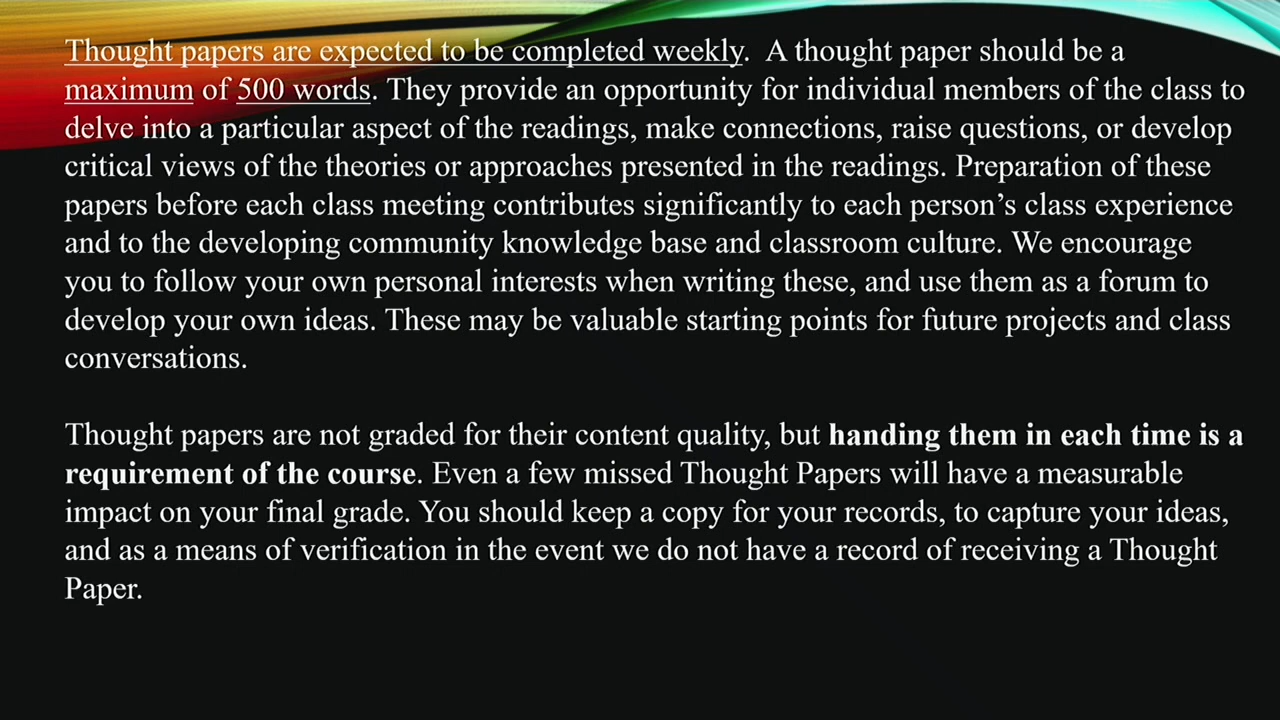 Thought papers are expected to be completed weekly.  A thought paper should be a
maximum of 500 words. They provide an opportunity for individual members of the class to
delve into a particular aspect of the readings, make connections, raise questions, or develop
critical views of the theories or approaches presented in the readings. Preparation of these
papers before each class meeting contributes significantly to each person’s class experience
and to the developing community knowledge base and classroom culture. We encourage
you to follow your own personal interests when writing these, and use them as a forum to
develop your own ideas. These may be valuable starting points for future projects and class
conversations.
Thought papers are not graded for their content quality, but handing them in each time is a
requirement of the course. Even a few missed Thought Papers will have a measurable
impact on your final grade. You should keep a copy for your records, to capture your ideas,
and as a means of verification in the event we do not have a record of receiving a Thought
Paper.